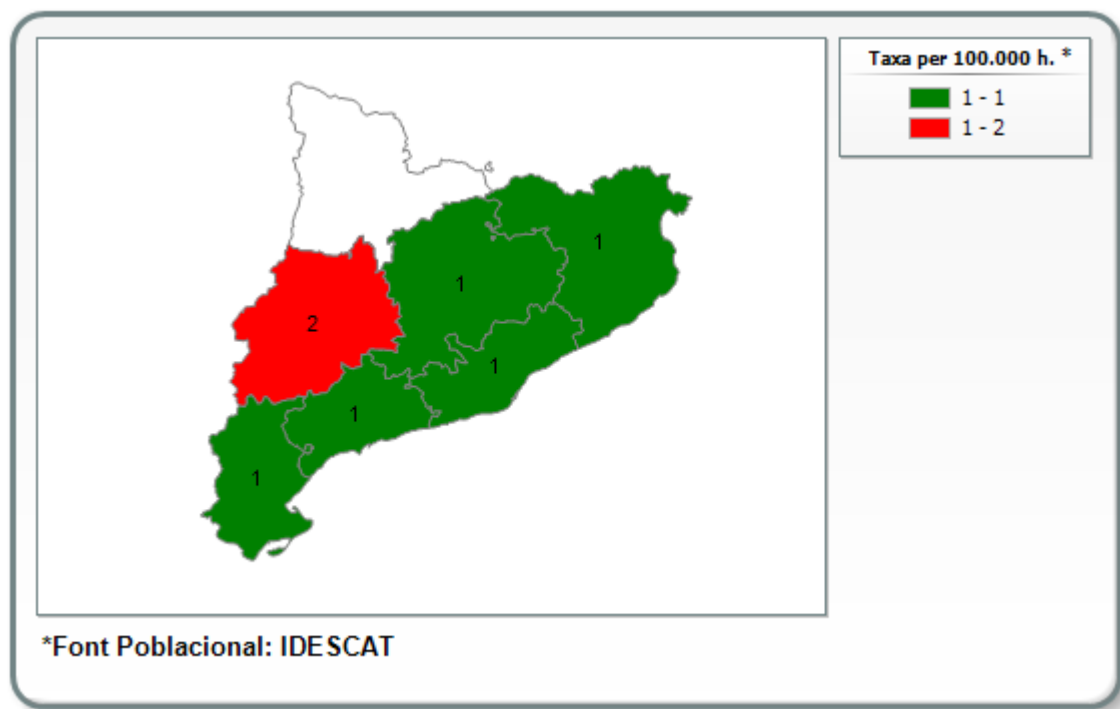 Taxa per 100.000 h. *
1 - 1
1 - 2
1
1
2
1
1
1
*Font Poblacional: IDESCAT